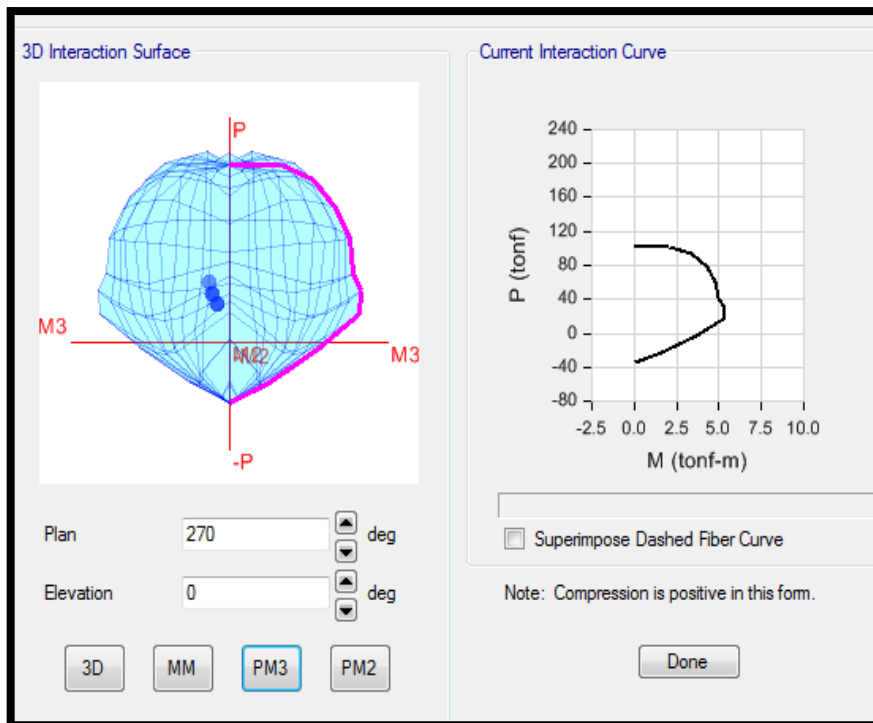 3D Interaction Surface
P
M3
M3
-P
Plan
270
deg
Elevation
0
deg
3D
MM
PM3
PM2
Current Interaction Curve
240
200
160
120
80
40
0
-40
-80
P (tonf)
-2.5 0.0 2.5 5.0 7.5 10.0
M (tonf-m)
Superimpose Dashed Fiber Curve
Note: Compression is positive in this form.
Done